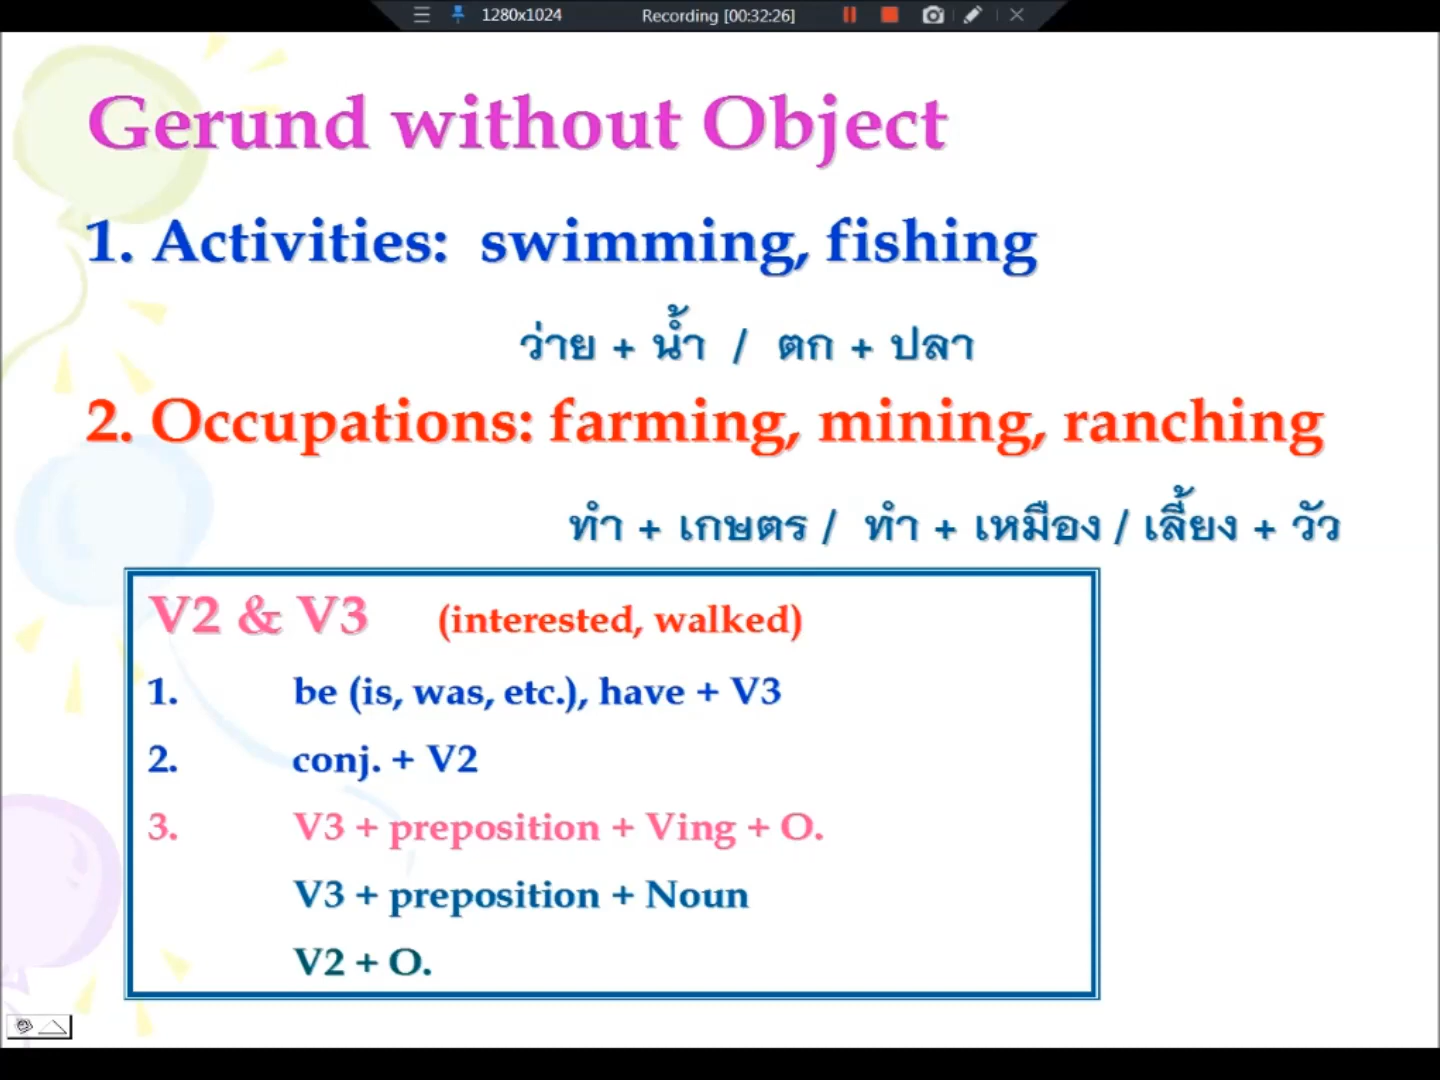 1280x1024 Recording [00:32:26]
Gerund without Object
1. Activities: swimming, fishing
ว่าย + น้ำ / ตก + ปลา
2. Occupations: farming, mining, ranching
ทำ + เกษตร / ทำ + เหมือง / เลี้ยง + วัว
V2 & V3 (interested, walked)
1. be (is, was, etc.), have + V3
2. conj. + V2
3. V3 + preposition + Ving + O.
V3 + preposition + Noun
V2 + O.